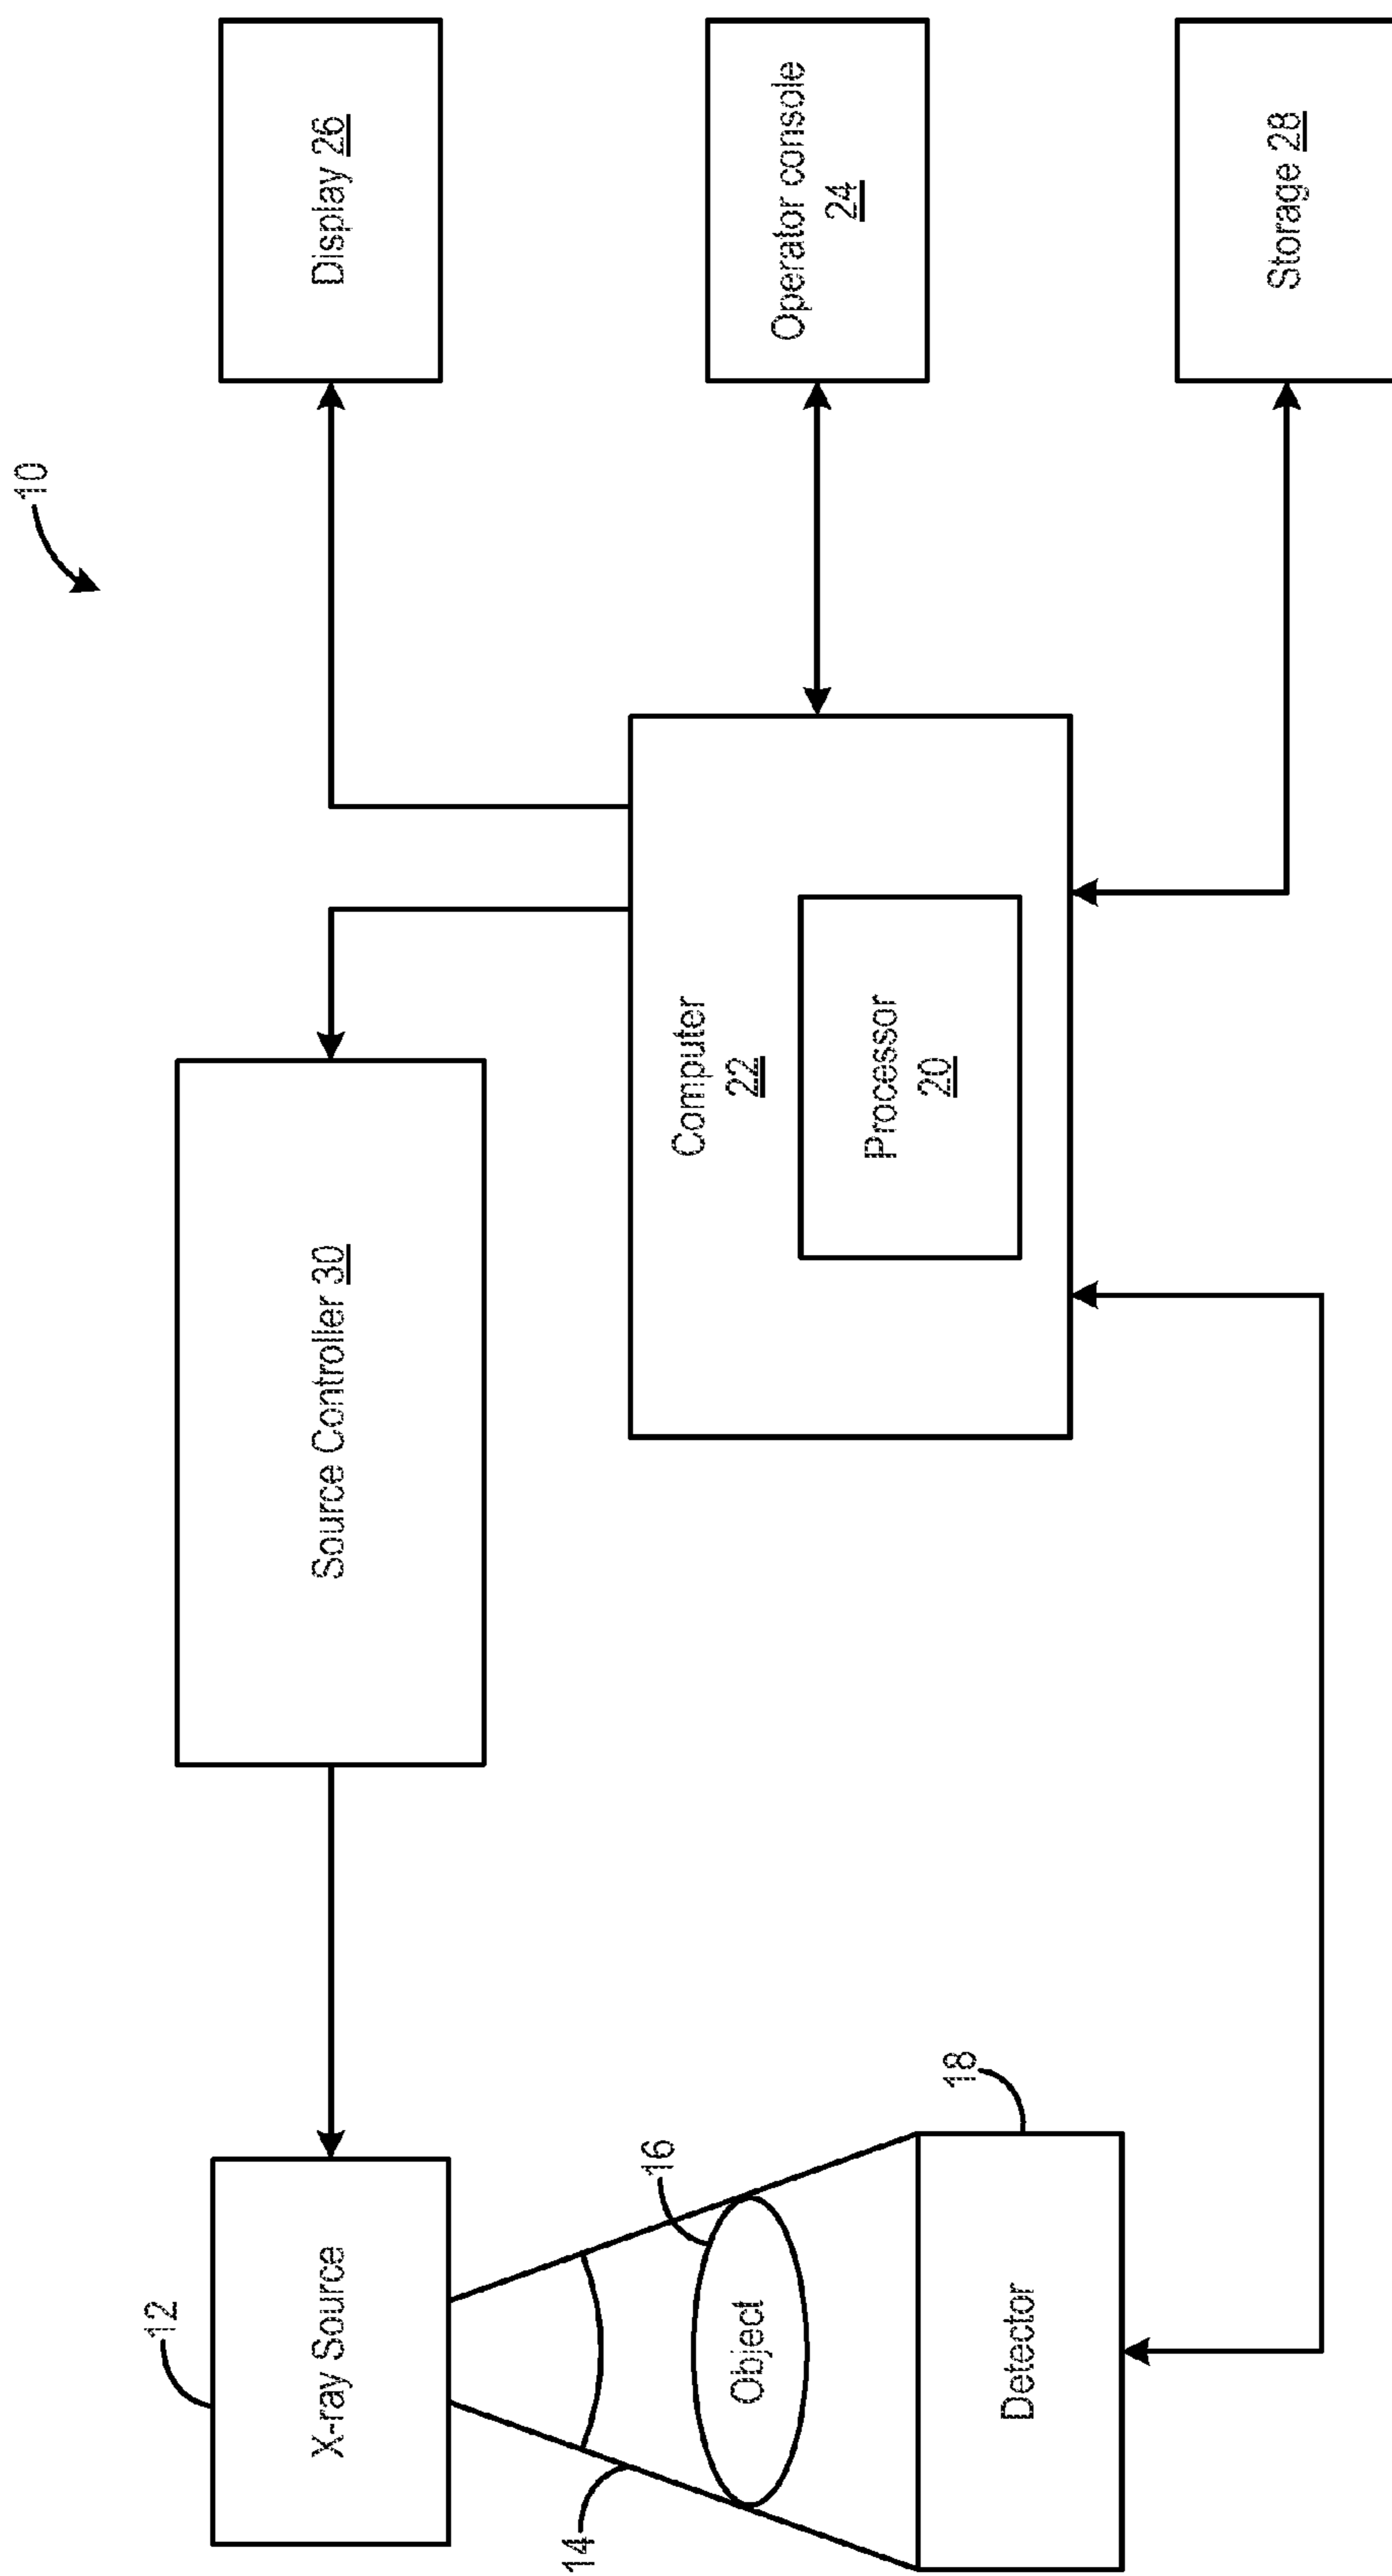 10
12
X-ray Source
Source Controller 30
Display 26
14
16
Object
Computer
22
Processor
20
Operator console
24
18
Detector
Storage 28